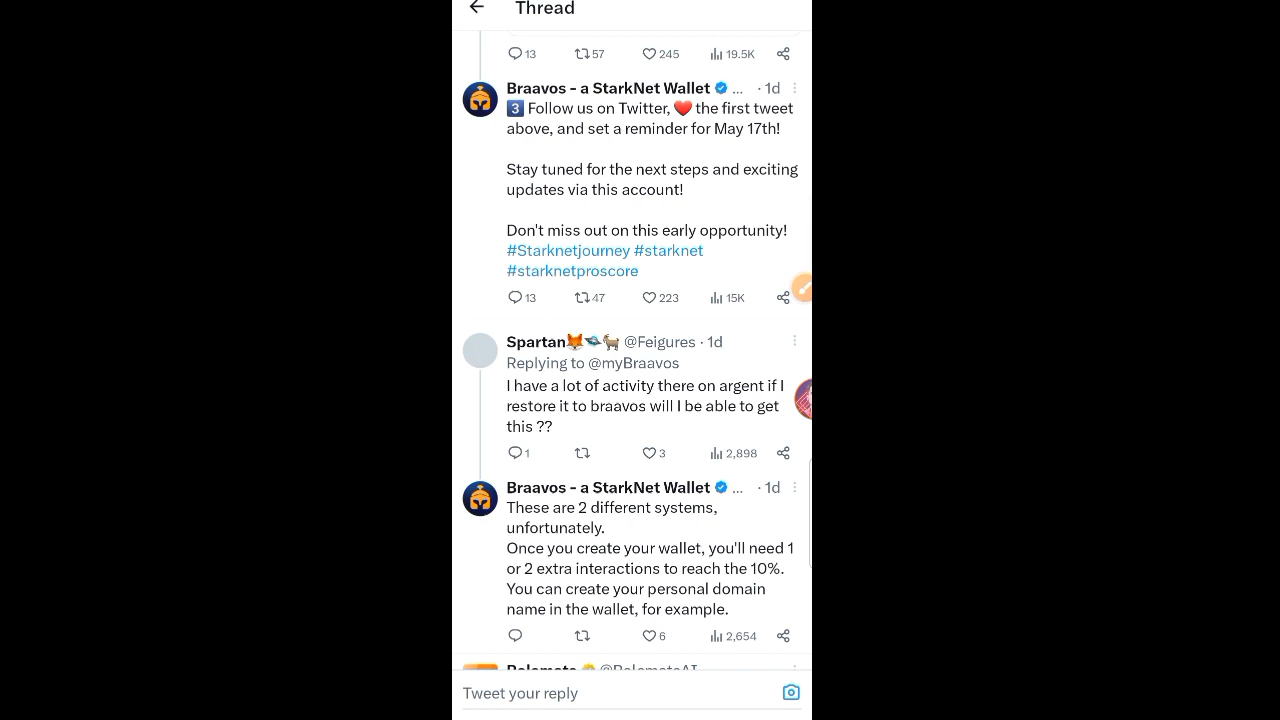 Thread
13 57 245 19.5K
Braavos - a StarkNet Wallet ... · 1d
3 Follow us on Twitter, ❤️ the first tweet
above, and set a reminder for May 17th!
Stay tuned for the next steps and exciting
updates via this account!
Don't miss out on this early opportunity!
#Starknetjourney #starknet
#starknetproscore
13 47 223 15K
Spartan🦊🛸🐐 @Feigures · 1d
Replying to @myBraavos
I have a lot of activity there on argent if I
restore it to braavos will I be able to get
this ??
1 3 2,898
Braavos - a StarkNet Wallet ... · 1d
These are 2 different systems,
unfortunately.
Once you create your wallet, you'll need 1
or 2 extra interactions to reach the 10%.
You can create your personal domain
name in the wallet, for example.
6 2,654
Tweet your reply